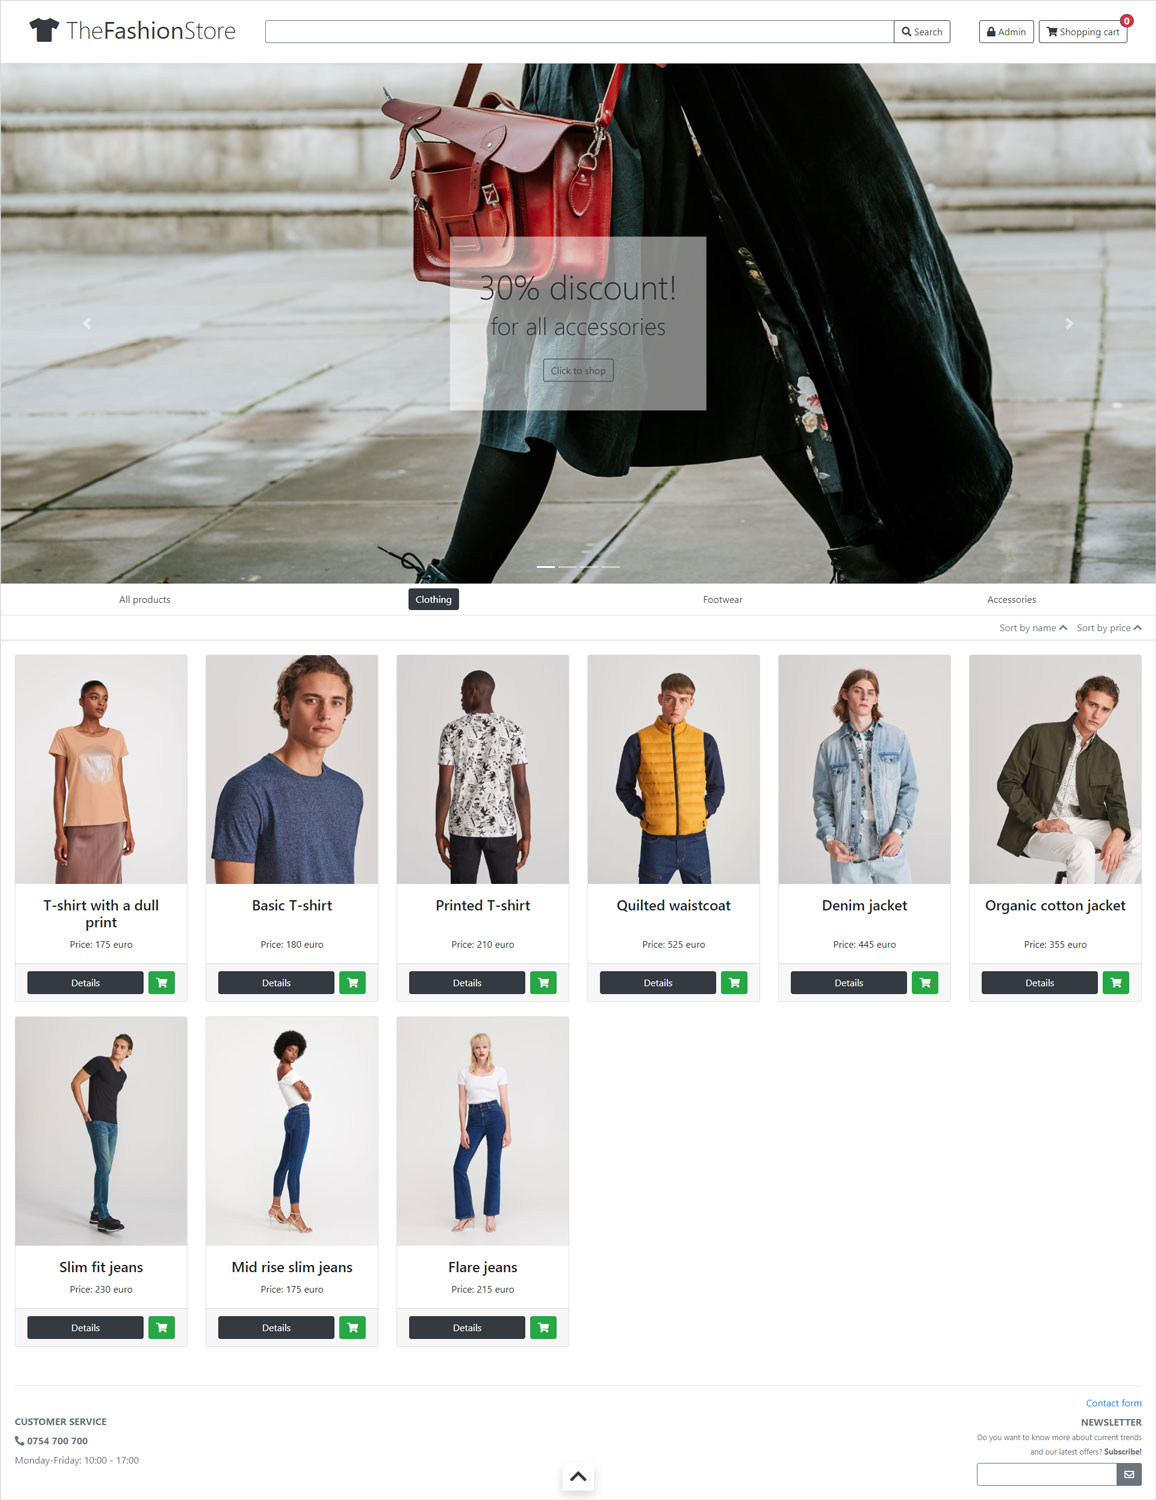 TheFashionStore
Search
Admin
Shopping cart
0
30% discount!
for all accessories
Click to shop
All products
Clothing
Footwear
Accessories
Sort by name
Sort by price
T-shirt with a dull print
Price: 175 euro
Details
Basic T-shirt
Price: 180 euro
Details
Printed T-shirt
Price: 210 euro
Details
Quilted waistcoat
Price: 525 euro
Details
Denim jacket
Price: 445 euro
Details
Organic cotton jacket
Price: 355 euro
Details
Slim fit jeans
Price: 230 euro
Details
Mid rise slim jeans
Price: 175 euro
Details
Flare jeans
Price: 215 euro
Details
CUSTOMER SERVICE
0754 700 700
Monday-Friday: 10:00 - 17:00
Contact form
NEWSLETTER
Do you want to know more about current trends
and our latest offers? Subscribe!